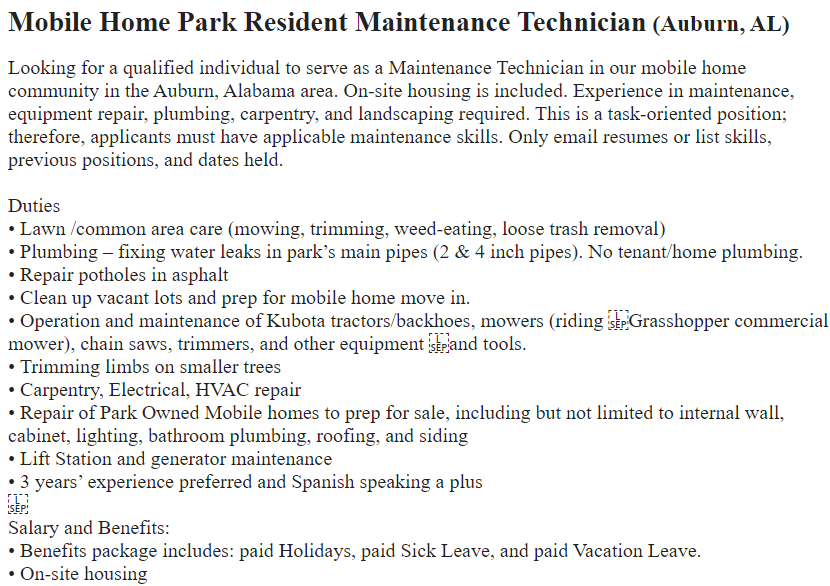 Mobile Home Park Resident Maintenance Technician (Auburn, AL)
Looking for a qualified individual to serve as a Maintenance Technician in our mobile home
community in the Auburn, Alabama area. On-site housing is included. Experience in maintenance,
equipment repair, plumbing, carpentry, and landscaping required. This is a task-oriented position;
therefore, applicants must have applicable maintenance skills. Only email resumes or list skills,
previous positions, and dates held.
Duties
• Lawn /common area care (mowing, trimming, weed-eating, loose trash removal)
• Plumbing – fixing water leaks in park’s main pipes (2 & 4 inch pipes). No tenant/home plumbing.
• Repair potholes in asphalt
• Clean up vacant lots and prep for mobile home move in.
• Operation and maintenance of Kubota tractors/backhoes, mowers (riding L SEP Grasshopper commercial
mower), chain saws, trimmers, and other equipment L SEP and tools.
• Trimming limbs on smaller trees
• Carpentry, Electrical, HVAC repair
• Repair of Park Owned Mobile homes to prep for sale, including but not limited to internal wall,
cabinet, lighting, bathroom plumbing, roofing, and siding
• Lift Station and generator maintenance
• 3 years’ experience preferred and Spanish speaking a plus
L SEP
Salary and Benefits:
• Benefits package includes: paid Holidays, paid Sick Leave, and paid Vacation Leave.
• On-site housing